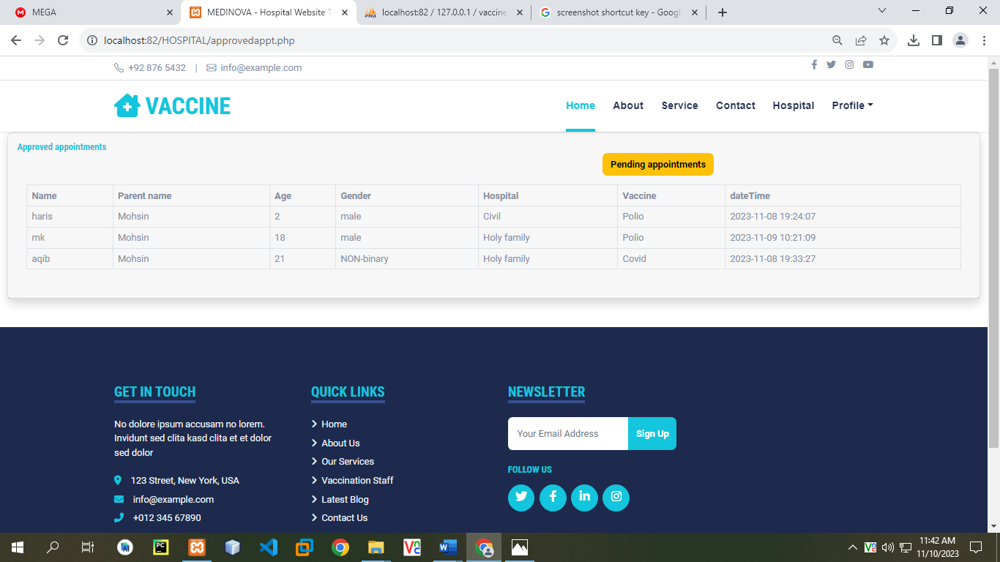 MEGA
MEDINOVA - Hospital Website T
localhost:82 / 127.0.0.1 / vaccine
screenshot shortcut key - Google
localhost:82/HOSPITAL/approvedappt.php
+92 876 5432 | info@example.com
VACCINE
Home About Service Contact Hospital Profile
Approved appointments
Pending appointments
Name Parent name Age Gender Hospital Vaccine dateTime
haris Mohsin 2 male Civil Polio 2023-11-08 19:24:07
mk Mohsin 18 male Holy family Polio 2023-11-09 10:21:09
aqib Mohsin 21 NON-binary Holy family Covid 2023-11-08 19:33:27
GET IN TOUCH
No dolore ipsum accusam no lorem.
Invidunt sed clita kasd clita et et dolor
sed dolor
123 Street, New York, USA
info@example.com
+012 345 67890
QUICK LINKS
Home
About Us
Our Services
Vaccination Staff
Latest Blog
Contact Us
NEWSLETTER
Your Email Address Sign Up
FOLLOW US
11:42 AM
11/10/2023